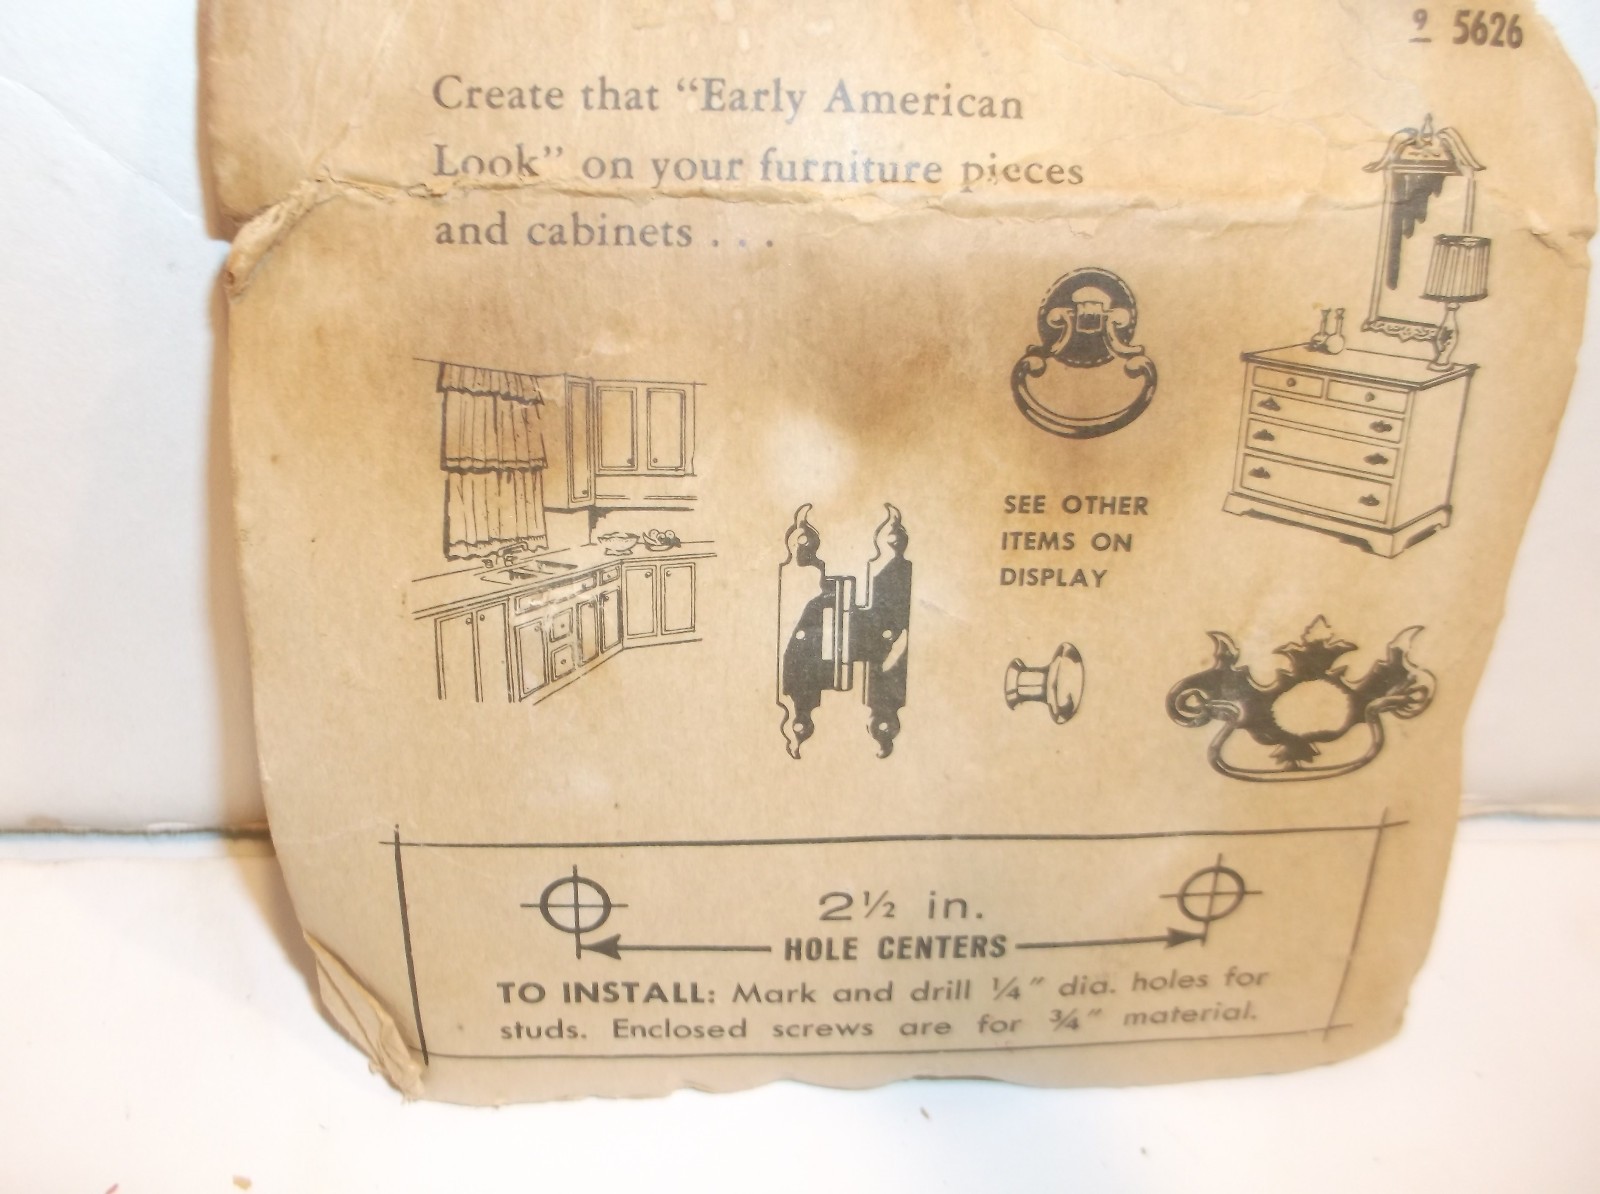 9 5626
Create that “Early American
Look” on your furniture pieces
and cabinets . . .
SEE OTHER
ITEMS ON
DISPLAY
2½ in.
HOLE CENTERS
TO INSTALL: Mark and drill ¼" dia. holes for
studs. Enclosed screws are for ¾" material.